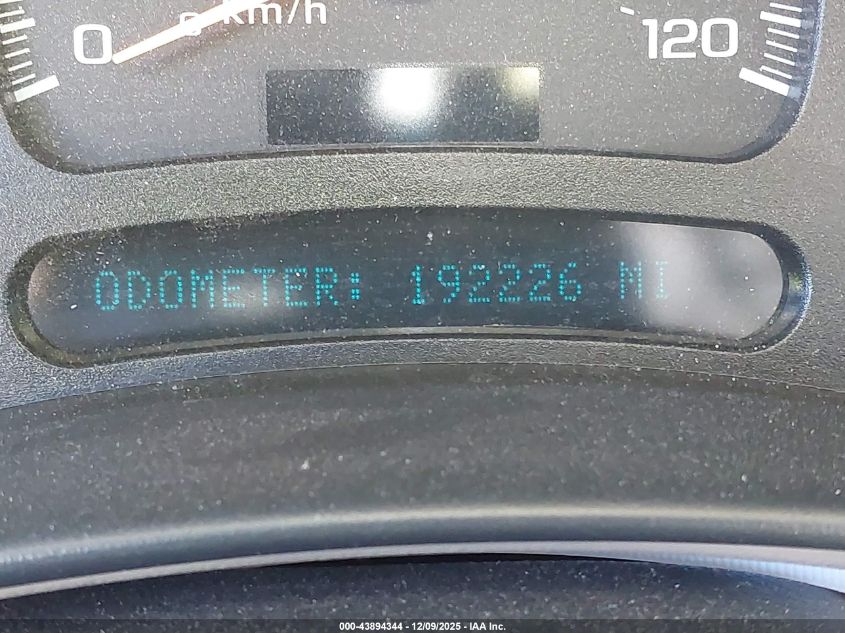 0 km/h 120
ODOMETER: 192226 MI
000-43894344 - 12/09/2025 - IAA Inc.